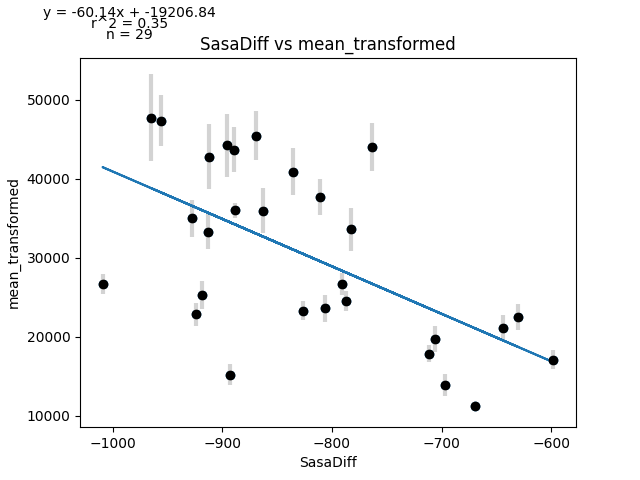 y = -60.14x + -19206.84
r^2 = 0.35
n = 29
SasaDiff vs mean_transformed
50000
40000
30000
20000
10000
mean_transformed
−1000 −900 −800 −700 −600
SasaDiff